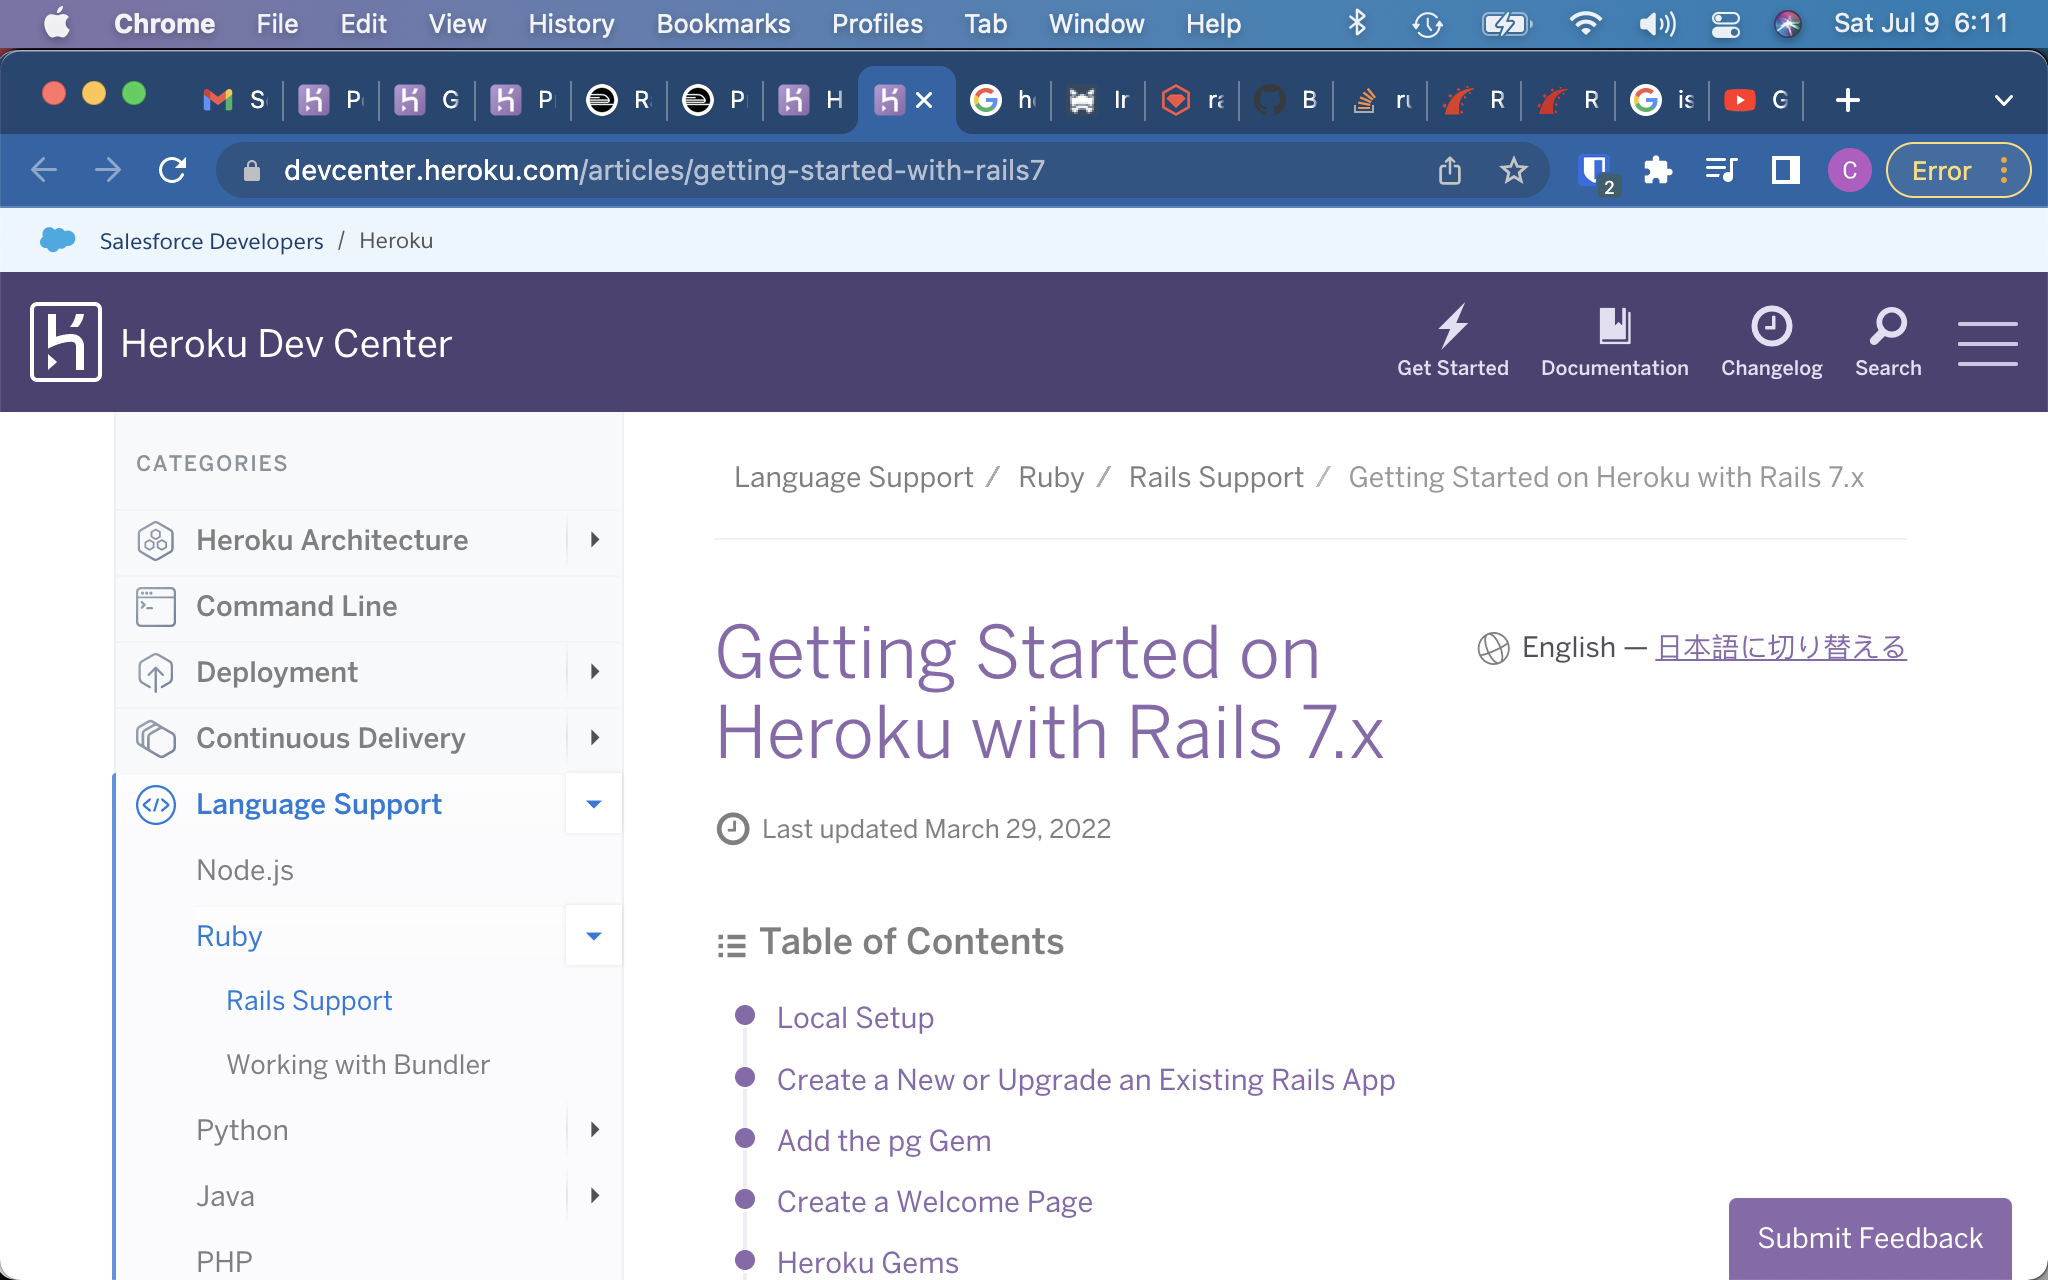 Chrome File Edit View History Bookmarks Profiles Tab Window Help Sat Jul 9 6:11
S P G P R P H h Ir ra B ru R R is G
devcenter.heroku.com/articles/getting-started-with-rails7 2 C Error
Salesforce Developers / Heroku
Heroku Dev Center
Get Started Documentation Changelog Search
CATEGORIES
Heroku Architecture
Command Line
Deployment
Continuous Delivery
Language Support
Node.js
Ruby
Rails Support
Working with Bundler
Python
Java
PHP
Language Support / Ruby / Rails Support / Getting Started on Heroku with Rails 7.x
Getting Started on
Heroku with Rails 7.x
English — 日本語に切り替える
Last updated March 29, 2022
Table of Contents
Local Setup
Create a New or Upgrade an Existing Rails App
Add the pg Gem
Create a Welcome Page
Heroku Gems
Submit Feedback